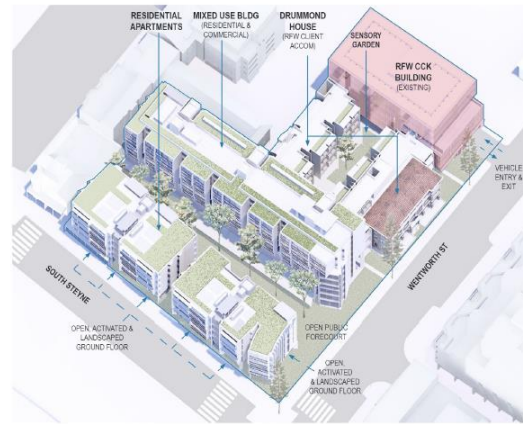 RESIDENTIAL
APARTMENTS
MIXED USE BLDG
(RESIDENTIAL &
COMMERCIAL)
DRUMMOND
HOUSE
(RFW CLIENT
ACCOM)
SENSORY
GARDEN
RFW CCK
BUILDING
(EXISTING)
VEHICLE
ENTRY &
EXIT
WENTWORTH ST
SOUTH STEYNE
OPEN, ACTIVATED
& LANDSCAPED
GROUND FLOOR
OPEN PUBLIC
FORECOURT
OPEN,
ACTIVATED
& LANDSCAPED
GROUND FLOOR